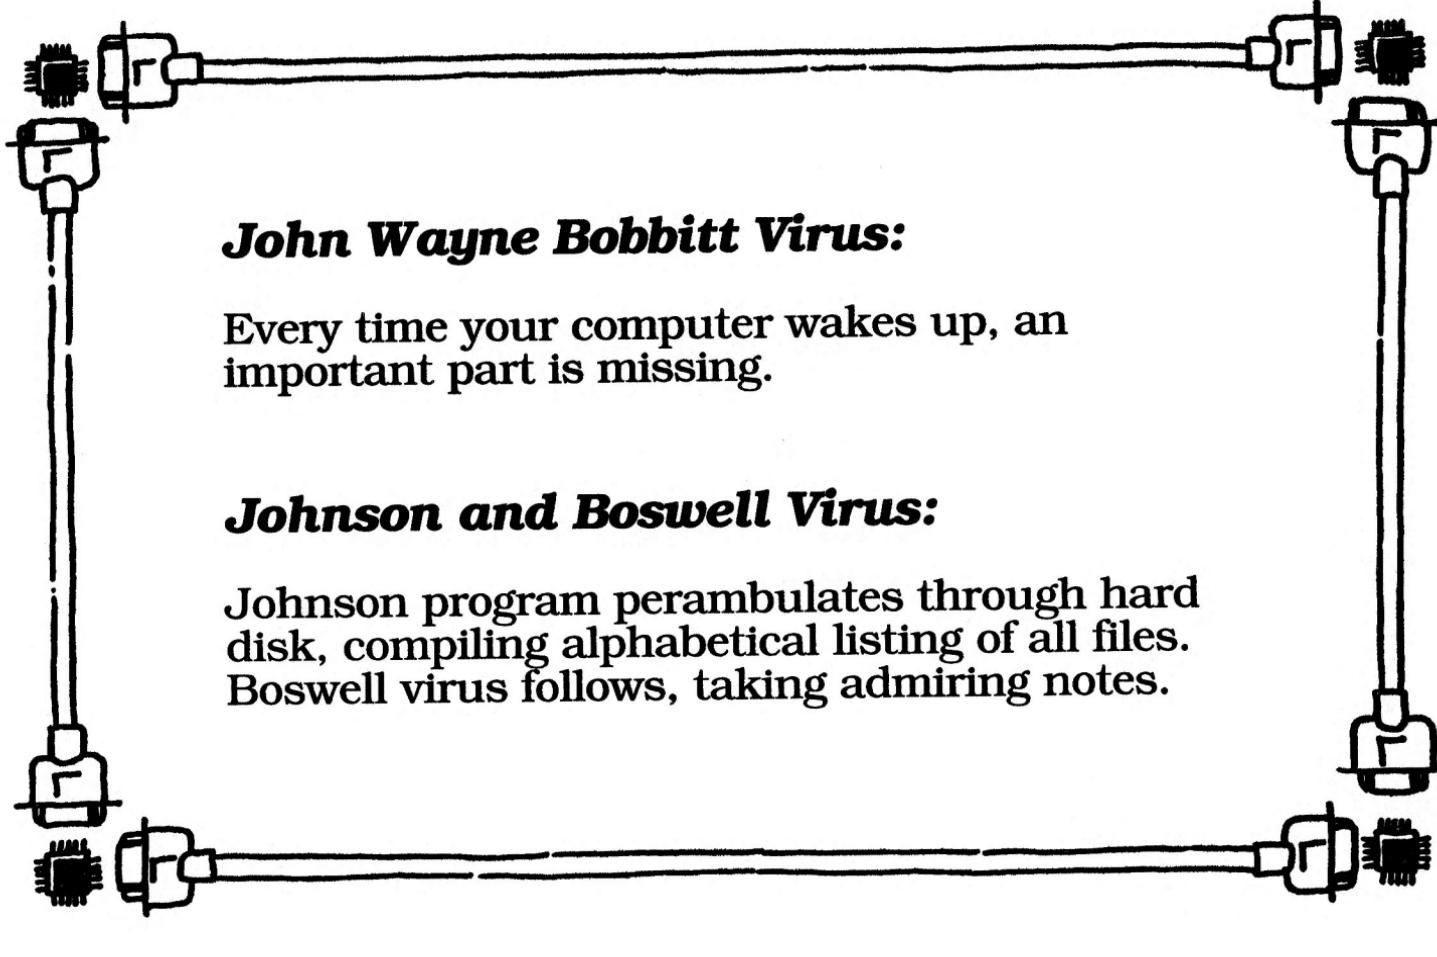 John Wayne Bobbitt Virus:
Every time your computer wakes up, an
important part is missing.
Johnson and Boswell Virus:
Johnson program perambulates through hard
disk, compiling alphabetical listing of all files.
Boswell virus follows, taking admiring notes.